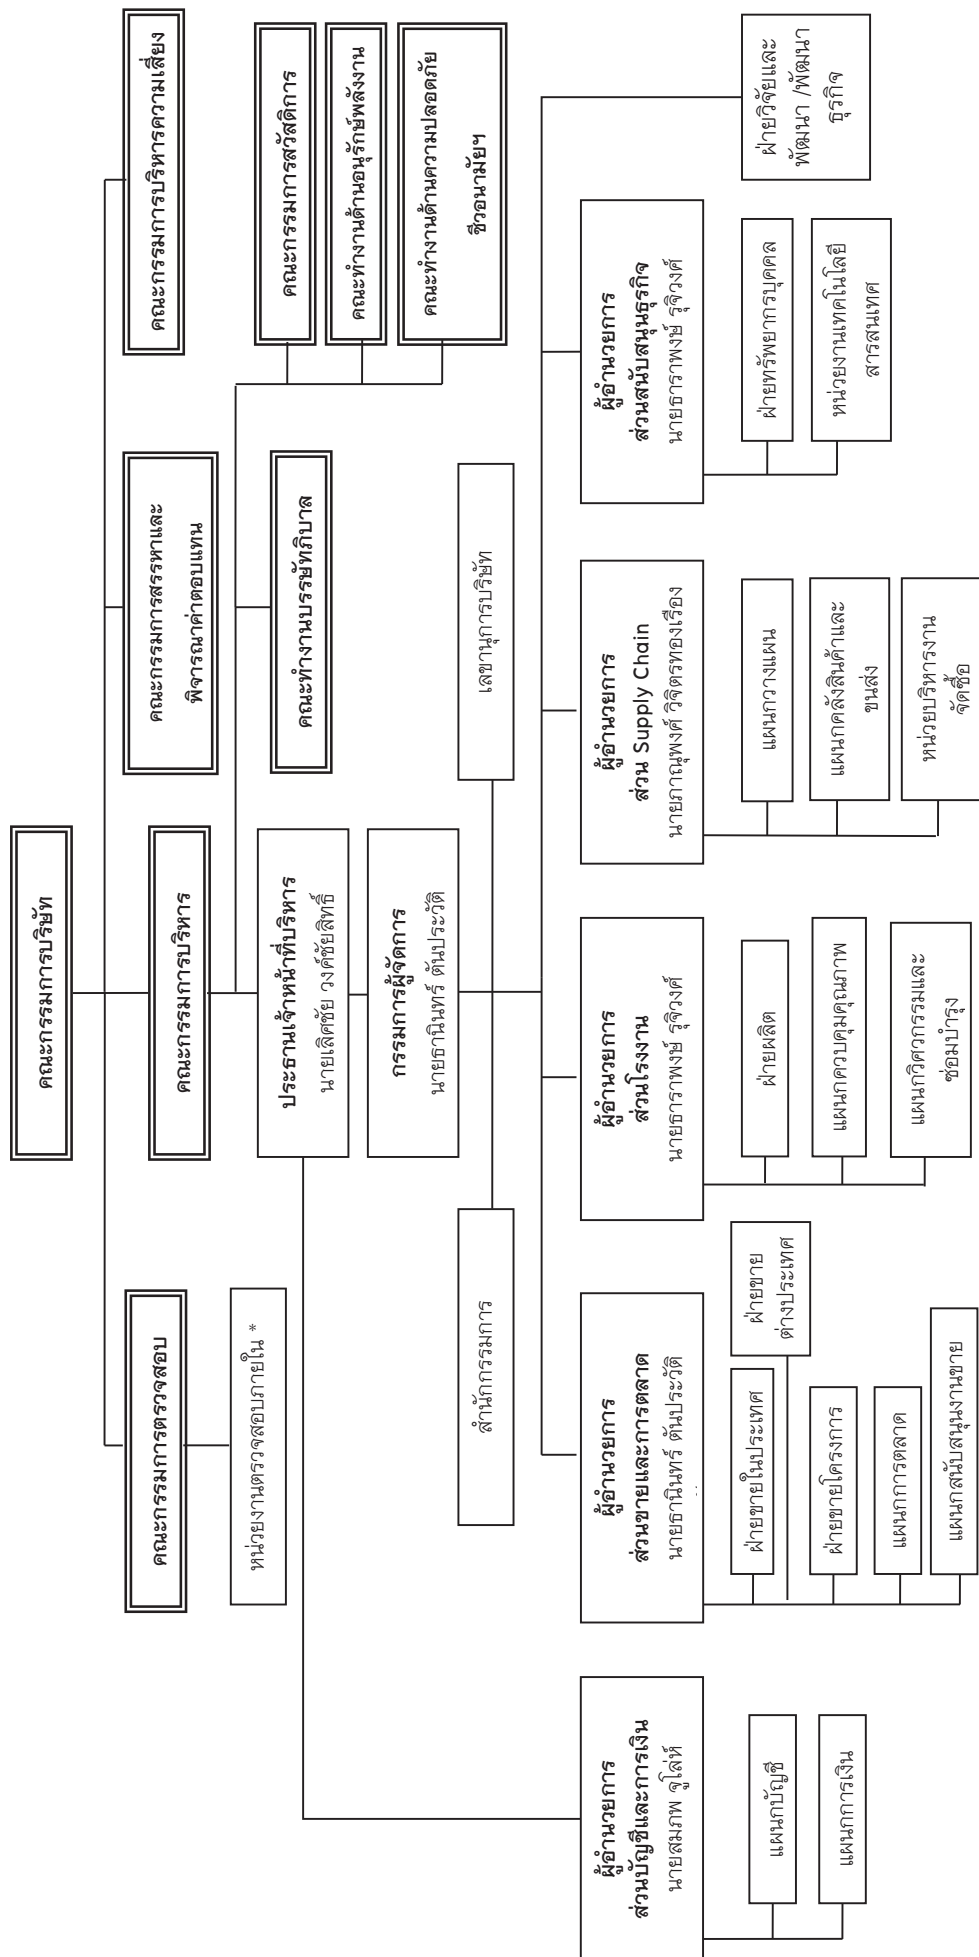 คณะกรรมการบริษัท
คณะกรรมการตรวจสอบ
คณะกรรมการบริหาร
คณะกรรมการสรรหาและ
พิจารณาค่าตอบแทน
คณะกรรมการบริหารความเสี่ยง
หน่วยงานตรวจสอบภายใน *
ประธานเจ้าหน้าที่บริหาร
นายเลิศชัย วงค์ชัยสิทธิ์
คณะทำงานบรรษัทภิบาล
คณะกรรมการสวัสดิการ
คณะทำงานด้านอนุรักษ์พลังงาน
คณะทำงานด้านความปลอดภัย
ชีวอนามัยฯ
กรรมการผู้จัดการ
นายธานินทร์ ตันประวัติ
สำนักกรรมการ
เลขานุการบริษัท
ผู้อำนวยการ
ส่วนบัญชีและการเงิน
นายสมภพ จูโล่ห์
แผนกบัญชี
แผนกการเงิน
ผู้อำนวยการ
ส่วนขายและการตลาด
นายธานินทร์ ตันประวัติ
ฝ่ายขายในประเทศ
ฝ่ายขาย
ต่างประเทศ
ฝ่ายขายโครงการ
แผนกการตลาด
แผนกสนับสนุนงานขาย
ผู้อำนวยการ
ส่วนโรงงาน
นายธาราพงษ์ รุจิวงศ์
ฝ่ายผลิต
แผนกควบคุมคุณภาพ
แผนกวิศวกรรมและ
ซ่อมบำรุง
ผู้อำนวยการ
ส่วน Supply Chain
นายภาณุพงศ์ วิจิตรทองเรือง
แผนกวางแผน
แผนกคลังสินค้าและ
ขนส่ง
หน่วยบริหารงาน
จัดซื้อ
ผู้อำนวยการ
ส่วนสนับสนุนธุรกิจ
นายธาราพงษ์ รุจิวงศ์
ฝ่ายทรัพยากรบุคคล
หน่วยงานเทคโนโลยี
สารสนเทศ
ฝ่ายวิจัยและ
พัฒนา /พัฒนา
ธุรกิจ